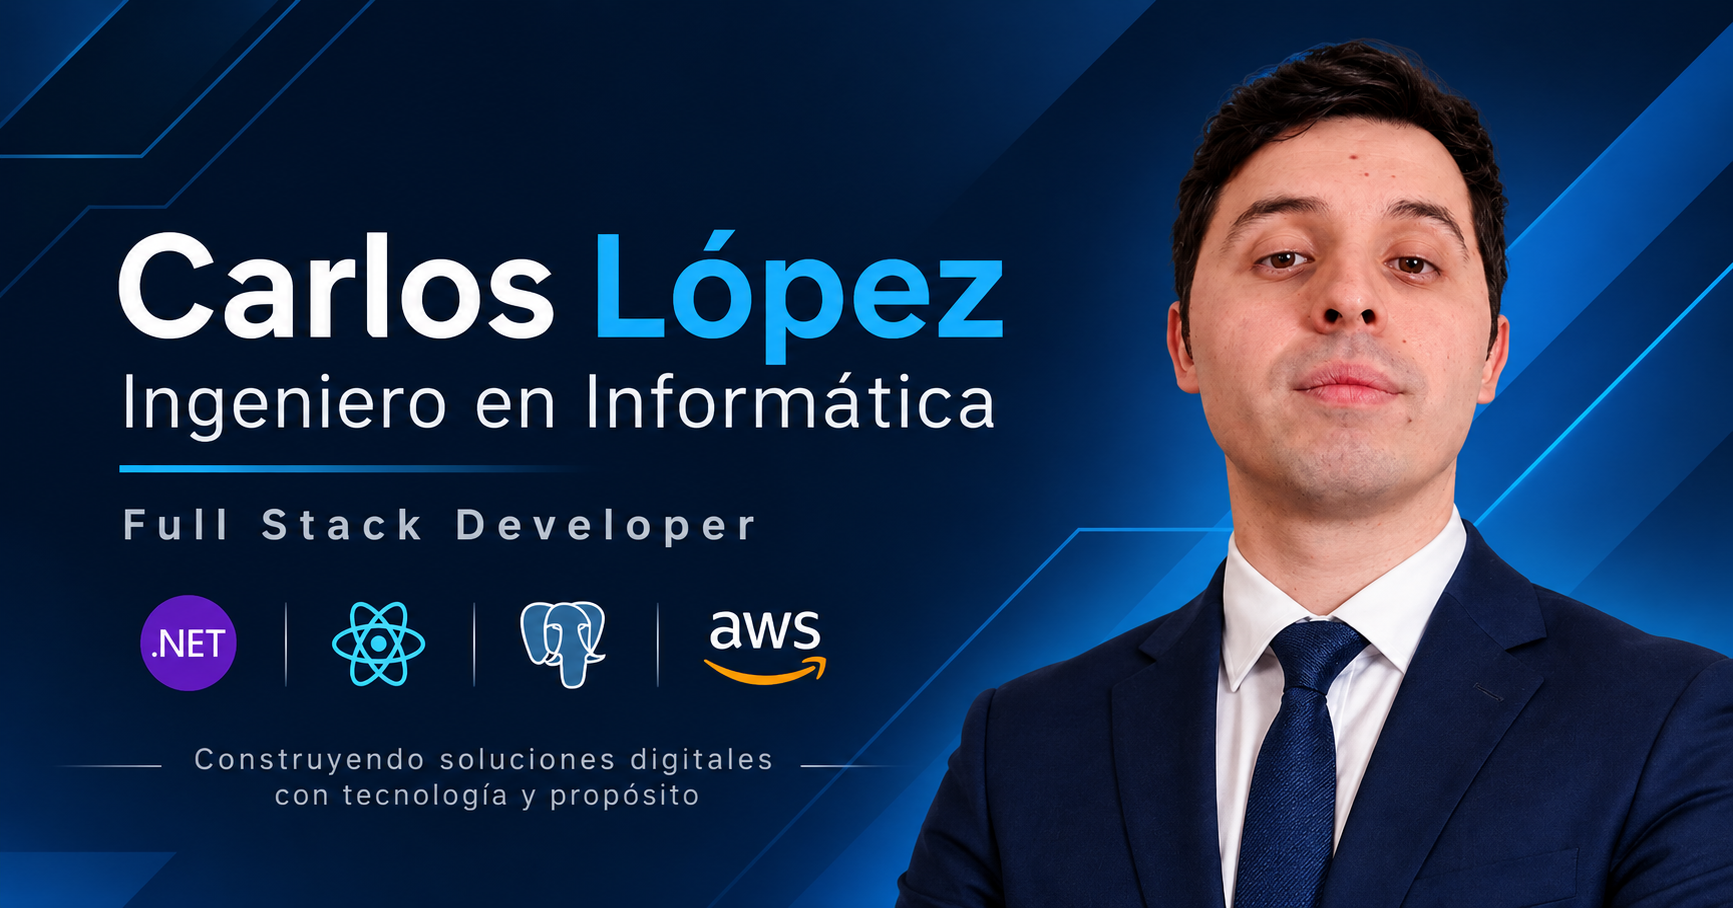 Carlos López
Ingeniero en Informática
Full Stack Developer
.NET
aws
Construyendo soluciones digitales
con tecnología y propósito